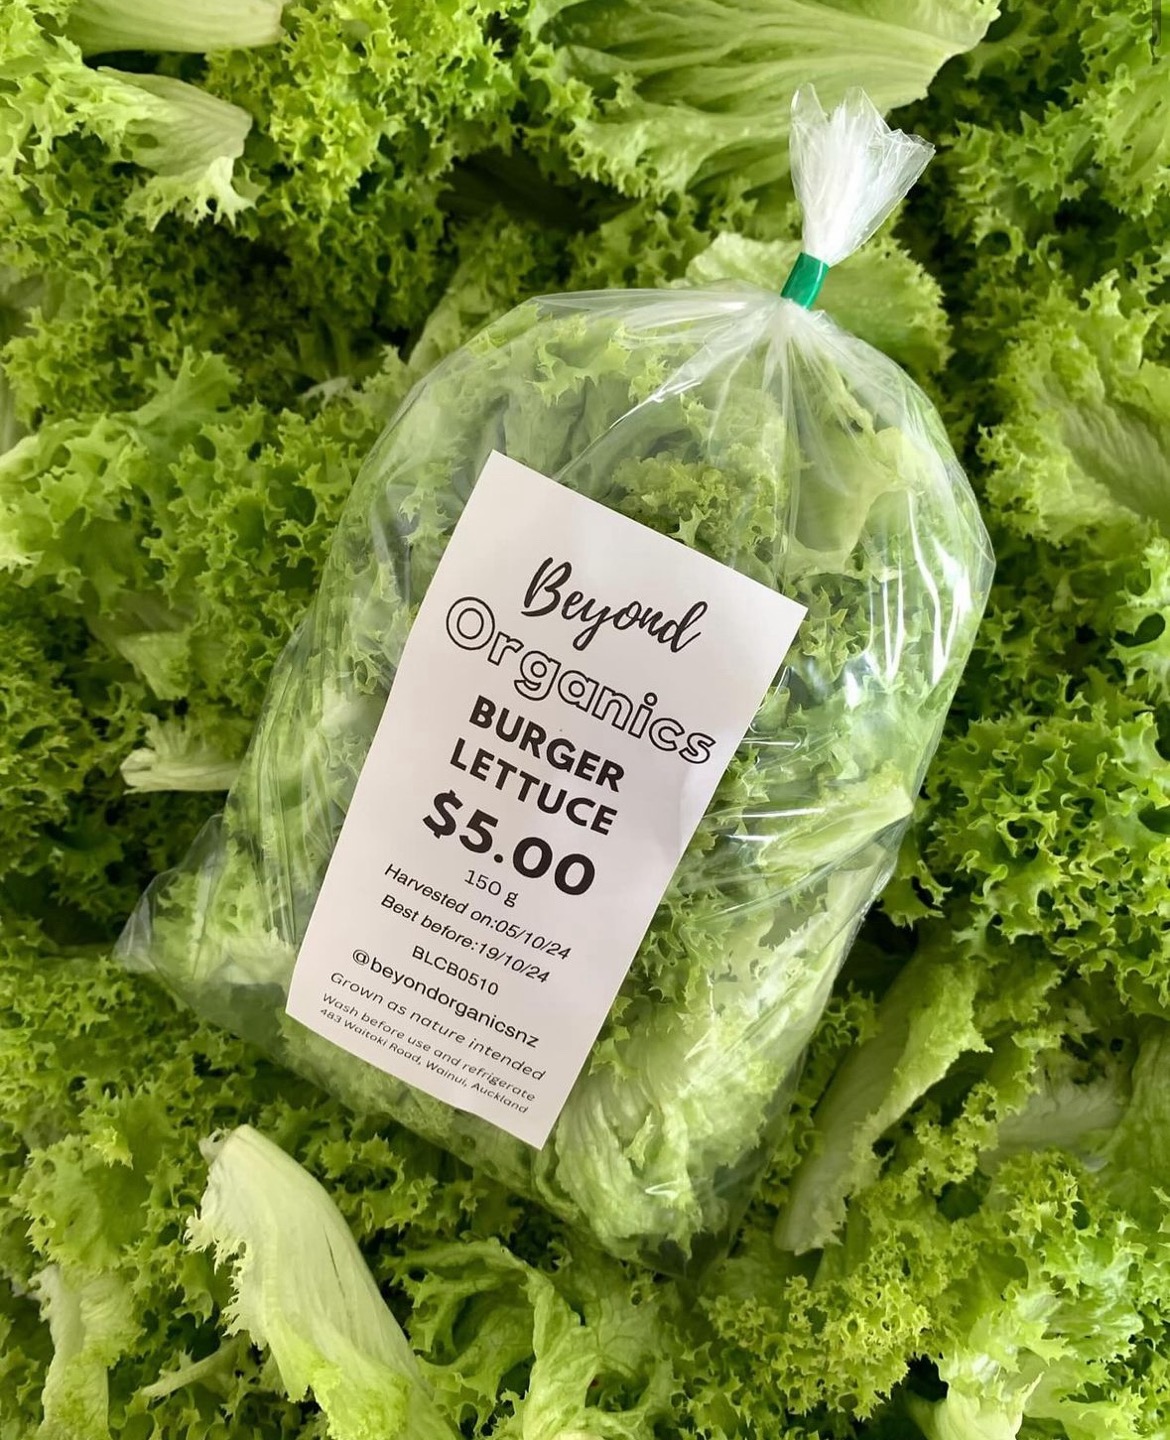 Beyond
Organics
BURGER
LETTUCE
$5.00
150 g
Harvested on:05/10/24
Best before:19/10/24
BLCB0510
@beyondorganicsnz
Grown as nature intended
Wash before use and refrigerate
483 Waitoki Road, Wainui, Auckland